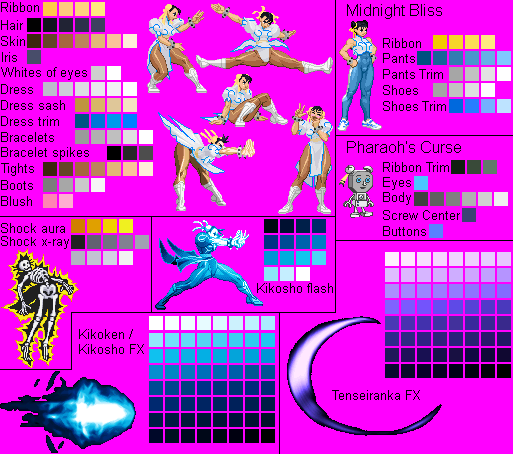 Ribbon
Hair
Skin
Iris
Whites of eyes
Dress
Dress sash
Dress trim
Bracelets
Bracelet spikes
Tights
Boots
Blush
Midnight Bliss
Ribbon
Pants
Pants Trim
Shoes
Shoes Trim
Pharaoh's Curse
Ribbon Trim
Eyes
Body
Screw Center
Buttons
Shock aura
Shock x-ray
Kikosho flash
Kikoken /
Kikosho FX
Tenseiranka FX